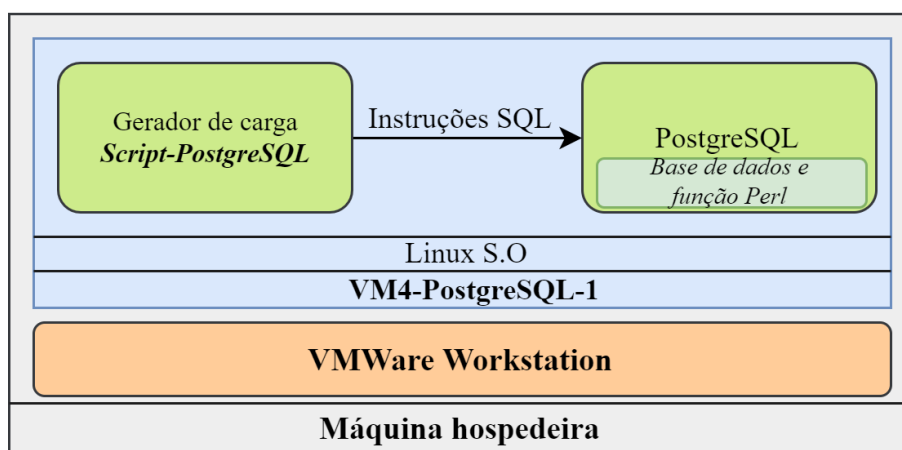 Gerador de carga
Script-PostgreSQL
Instruções SQL
PostgreSQL
Base de dados e
função Perl
Linux S.O
VM4-PostgreSQL-1
VMWare Workstation
Máquina hospedeira